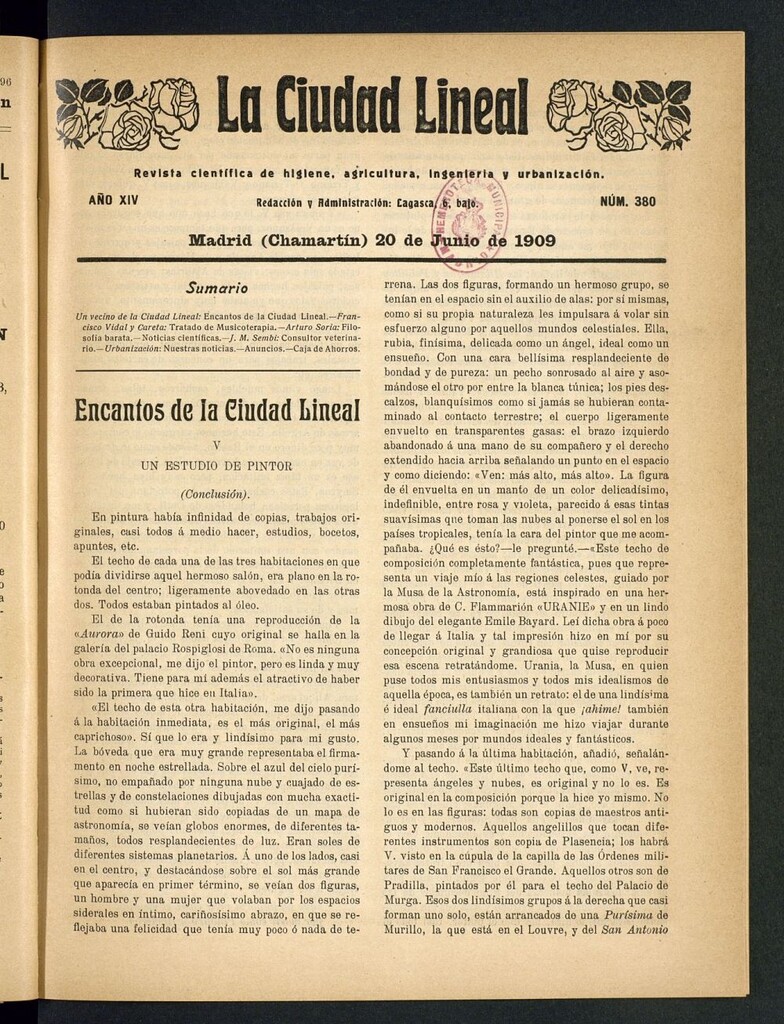 La Ciudad Lineal
Revista científica de higiene, agricultura, ingeniería y urbanización.
AÑO XIV
Redacción y Administración: Lagasca, 6, bajo.
NÚM. 380
HEMEROTECA MUNICIPAL
Madrid (Chamartín) 20 de Junio de 1909
Sumario
Un vecino de la Ciudad Lineal: Encantos de la Ciudad Lineal.—Fran-
cisco Vidal y Careta: Tratado de Musicoterapia.—Arturo Soria: Filo-
sofía barata.—Noticias científicas.—J. M. Sembi: Consultor veterina-
rio.—Urbanización: Nuestras noticias.—Anuncios.—Caja de Ahorros.
Encantos de la Ciudad Lineal
V
UN ESTUDIO DE PINTOR
(Conclusión).
En pintura había infinidad de copias, trabajos ori-
ginales, casi todos á medio hacer, estudios, bocetos,
apuntes, etc.
El techo de cada una de las tres habitaciones en que
podía dividirse aquel hermoso salón, era plano en la ro-
tonda del centro; ligeramente abovedado en las otras
dos. Todos estaban pintados al óleo.
El de la rotonda tenía una reproducción de la
«Aurora» de Guido Reni cuyo original se halla en la
galería del palacio Rospiglosi de Roma. «No es ninguna
obra excepcional, me dijo el pintor, pero es linda y muy
decorativa. Tiene para mí además el atractivo de haber
sido la primera que hice en Italia».
«El techo de esta otra habitación, me dijo pasando
á la habitación inmediata, es el más original, el más
caprichoso». Sí que lo era y lindísimo para mi gusto.
La bóveda que era muy grande representaba el firma-
mento en noche estrellada. Sobre el azul del cielo purí-
simo, no empañado por ninguna nube y cuajado de es-
trellas y de constelaciones dibujadas con mucha exacti-
tud como si hubieran sido copiadas de un mapa de
astronomía, se veían globos enormes, de diferentes ta-
maños, todos resplandecientes de luz. Eran soles de
diferentes sistemas planetarios. Á uno de los lados, casi
en el centro, y destacándose sobre el sol más grande
que aparecía en primer término, se veían dos figuras,
un hombre y una mujer que volaban por los espacios
siderales en íntimo, cariñosísimo abrazo, en que se re-
flejaba una felicidad que tenía muy poco ó nada de te-
rrena. Las dos figuras, formando un hermoso grupo, se
tenían en el espacio sin el auxilio de alas: por sí mismas,
como si su propia naturaleza les impulsara á volar sin
esfuerzo alguno por aquellos mundos celestiales. Ella,
rubia, finísima, delicada como un ángel, ideal como un
ensueño. Con una cara bellísima resplandeciente de
bondad y de pureza: un pecho sonrosado al aire y aso-
mándose el otro por entre la blanca túnica; los pies des-
calzos, blanquísimos como si jamás se hubieran conta-
minado al contacto terrestre; el cuerpo ligeramente
envuelto en transparentes gasas: el brazo izquierdo
abandonado á una mano de su compañero y el derecho
extendido hacia arriba señalando un punto en el espacio
y como diciendo: «Ven: más alto, más alto». La figura
de él envuelta en un manto de un color delicadísimo,
indefinible, entre rosa y violeta, parecido á esas tintas
suavísimas que toman las nubes al ponerse el sol en los
países tropicales, tenía la cara del pintor que me acom-
pañaba. ¿Qué es ésto?—le pregunté.—«Este techo de
composición completamente fantástica, pues que repre-
senta un viaje mío á las regiones celestes, guiado por
la Musa de la Astronomía, está inspirado en una her-
mosa obra de C. Flammarión «URANIE» y en un lindo
dibujo del elegante Emile Bayard. Leí dicha obra á poco
de llegar á Italia y tal impresión hizo en mí por su
concepción original y grandiosa que quise reproducir
esa escena retratándome. Urania, la Musa, en quien
puse todos mis entusiasmos y todos mis idealismos de
aquella época, es también un retrato: el de una lindísima
é ideal fanciulla italiana con la que ¡ahime! también
en ensueños mi imaginación me hizo viajar durante
algunos meses por mundos ideales y fantásticos.
Y pasando á la última habitación, añadió, señalán-
dome al techo. «Este último techo que, como V, ve, re-
presenta ángeles y nubes, es original y no lo es. Es
original en la composición porque la hice yo mismo. No
lo es en las figuras: todas son copias de maestros anti-
guos y modernos. Aquellos angelillos que tocan dife-
rentes instrumentos son copia de Plasencia; los habrá
V. visto en la cúpula de la capilla de las Órdenes mili-
tares de San Francisco el Grande. Aquellos otros son de
Pradilla, pintados por él para el techo del Palacio de
Murga. Esos dos lindísimos grupos á la derecha que casi
forman uno solo, están arrancados de una Purísima de
Murillo, la que está en el Louvre, y del San Antonio